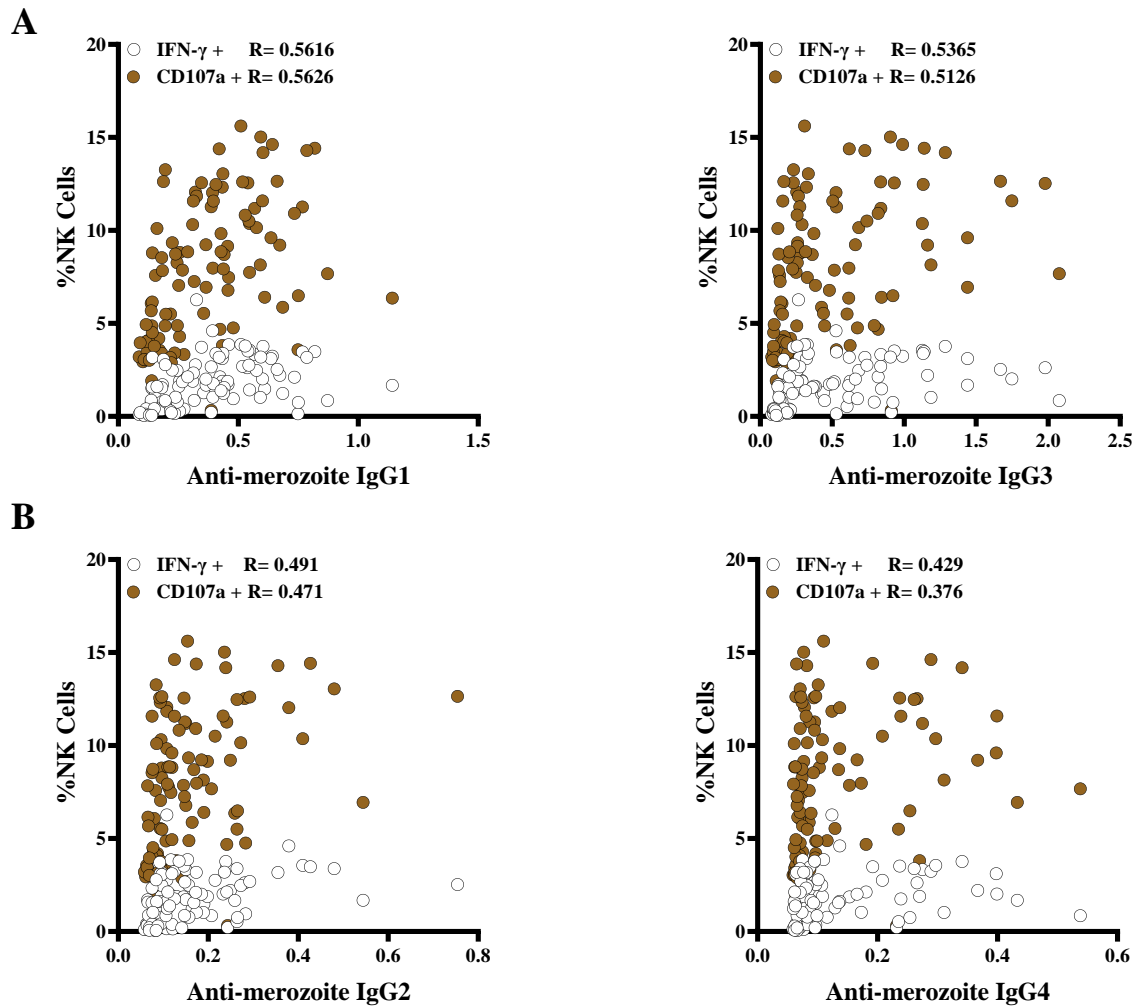 A
IFN-γ + R= 0.5616
CD107a + R= 0.5626
20
15
10
5
0
%NK Cells
0.0 0.5 1.0 1.5
Anti-merozoite IgG1
IFN-γ + R= 0.5365
CD107a + R= 0.5126
20
15
10
5
0
%NK Cells
0.0 0.5 1.0 1.5 2.0 2.5
Anti-merozoite IgG3
B
IFN-γ + R= 0.491
CD107a + R= 0.471
20
15
10
5
0
%NK Cells
0.0 0.2 0.4 0.6 0.8
Anti-merozoite IgG2
IFN-γ + R= 0.429
CD107a + R= 0.376
20
15
10
5
0
%NK Cells
0.0 0.2 0.4 0.6
Anti-merozoite IgG4